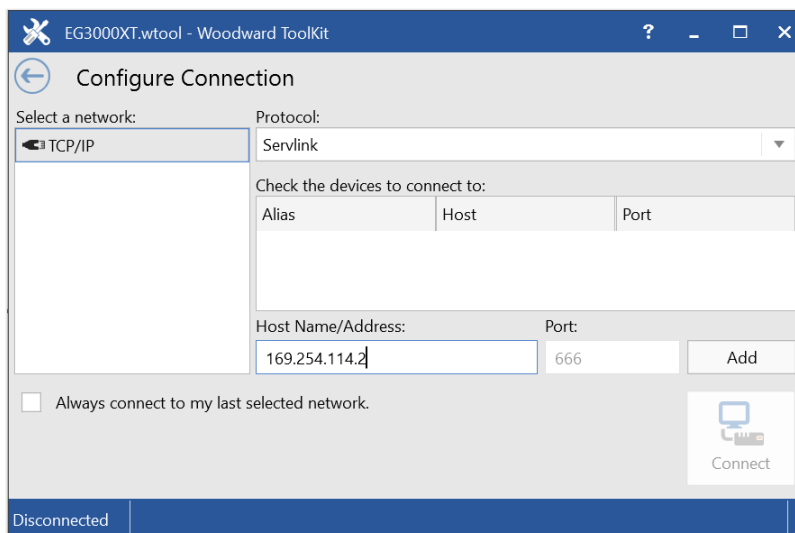 EG3000XT.wtool - Woodward ToolKit
?
Configure Connection
Select a network:
TCP/IP
Protocol:
Servlink
Check the devices to connect to:
Alias Host Port
Host Name/Address: Port:
169.254.114.2 666 Add
Always connect to my last selected network.
Connect
Disconnected